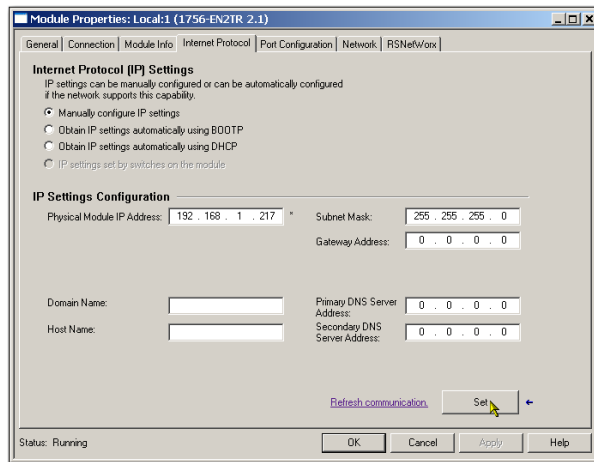 Module Properties: Local:1 (1756-EN2TR 2.1)
General Connection Module Info Internet Protocol Port Configuration Network RSNetWorx
Internet Protocol (IP) Settings
IP settings can be manually configured or can be automatically configured
if the network supports this capability.
Manually configure IP settings
Obtain IP settings automatically using BOOTP
Obtain IP settings automatically using DHCP
IP settings set by switches on the module
IP Settings Configuration
Physical Module IP Address: 192 . 168 . 1 . 217 * Subnet Mask: 255 . 255 . 255 . 0
Gateway Address: 0 . 0 . 0 . 0
Domain Name: Primary DNS Server Address: 0 . 0 . 0 . 0
Host Name: Secondary DNS Server Address: 0 . 0 . 0 . 0
Refresh communication. Set
Status: Running OK Cancel Apply Help